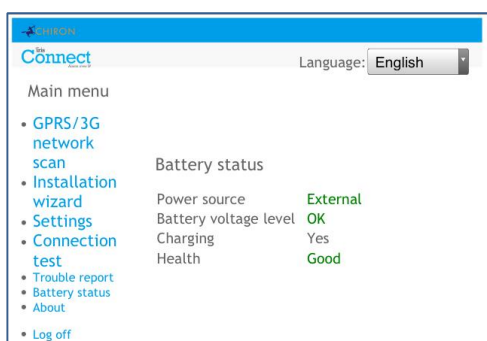 CHIRON
Iris
Connect
Language: English
Main menu
• GPRS/3G
network
scan
• Installation
wizard
• Settings
• Connection
test
• Trouble report
• Battery status
• About
• Log off
Battery status
Power source External
Battery voltage level OK
Charging Yes
Health Good